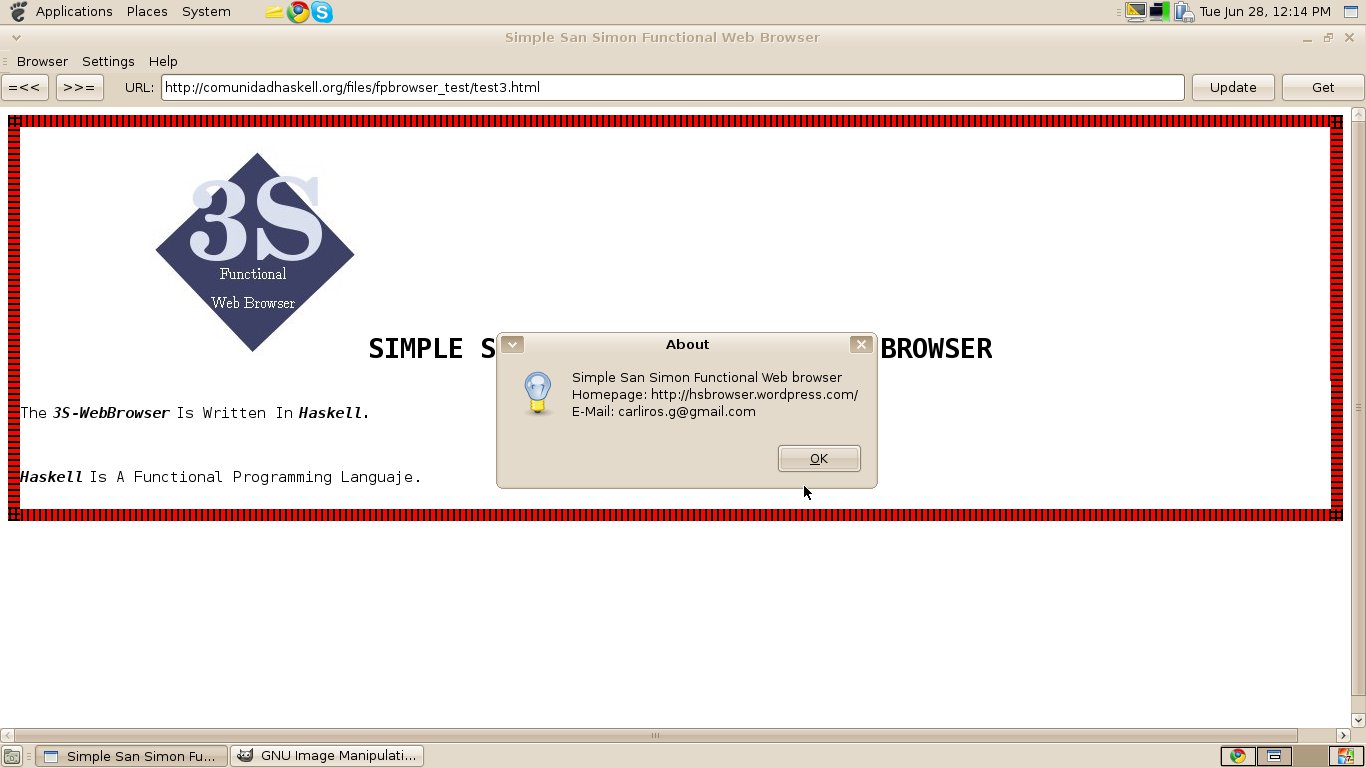 Applications Places System Tue Jun 28, 12:14 PM
Simple San Simon Functional Web Browser
Browser Settings Help
=<< >>= URL: http://comunidadhaskell.org/files/fpbrowser_test/test3.html Update Get
3S
Functional
Web Browser
SIMPLE S BROWSER
About
Simple San Simon Functional Web browser
Homepage: http://hsbrowser.wordpress.com/
E-Mail: carliros.g@gmail.com
OK
The 3S-WebBrowser Is Written In Haskell.
Haskell Is A Functional Programming Languaje.
Simple San Simon Fu... GNU Image Manipulati...